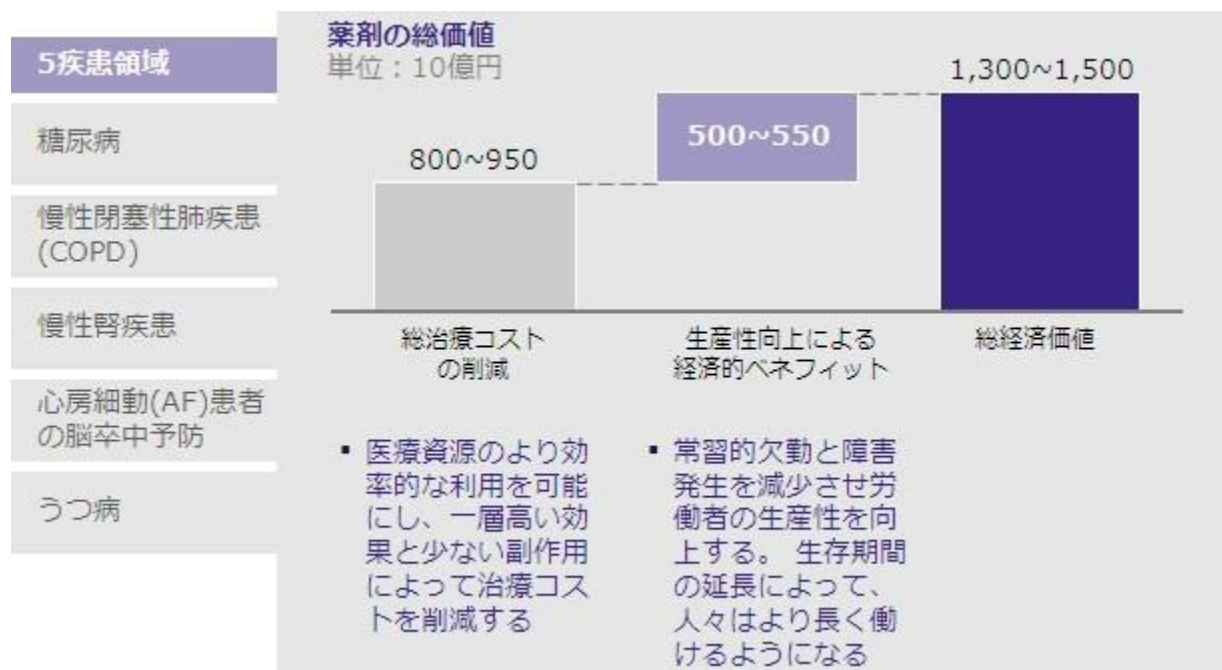 5疾患領域
糖尿病
慢性閉塞性肺疾患
(COPD)
慢性腎疾患
心房細動(AF)患者
の脳卒中予防
うつ病
薬剤の総価値
単位：10億円
800~950
500~550
1,300~1,500
総治療コスト
の削減
生産性向上による
経済的ベネフィット
総経済価値
▪ 医療資源のより効
率的な利用を可能
にし、一層高い効
果と少ない副作用
によって治療コス
トを削減する
▪ 常習的欠勤と障害
発生を減少させ労
働者の生産性を向
上する。 生存期間
の延長によって、
人々はより長く働
けるようになる